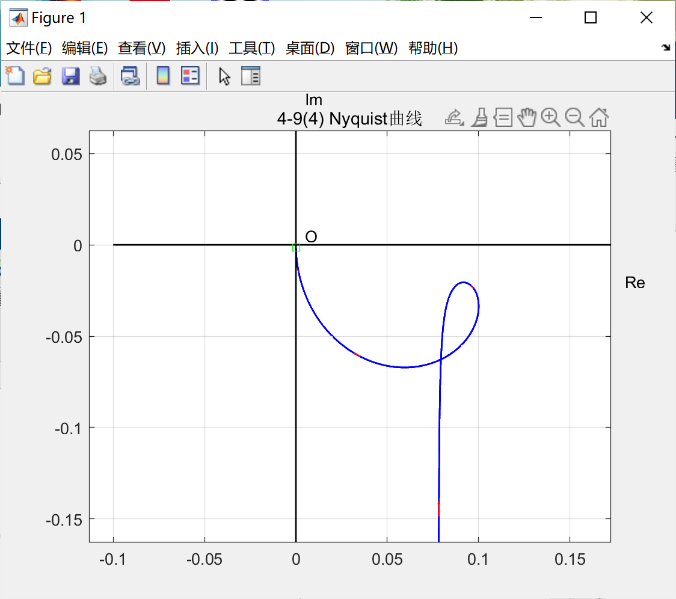 Figure 1
文件(F) 编辑(E) 查看(V) 插入(I) 工具(T) 桌面(D) 窗口(W) 帮助(H)
Im
4-9(4) Nyquist曲线
0.05
O
0
Re
-0.05
-0.1
-0.15
-0.1 -0.05 0 0.05 0.1 0.15